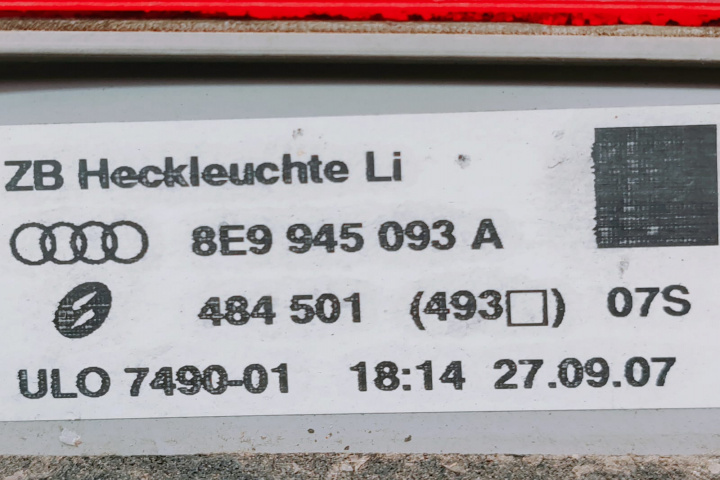 ZB Heckleuchte Li
8E9 945 093 A
484 501 (493□) 07S
ULO 7490-01 18:14 27.09.07